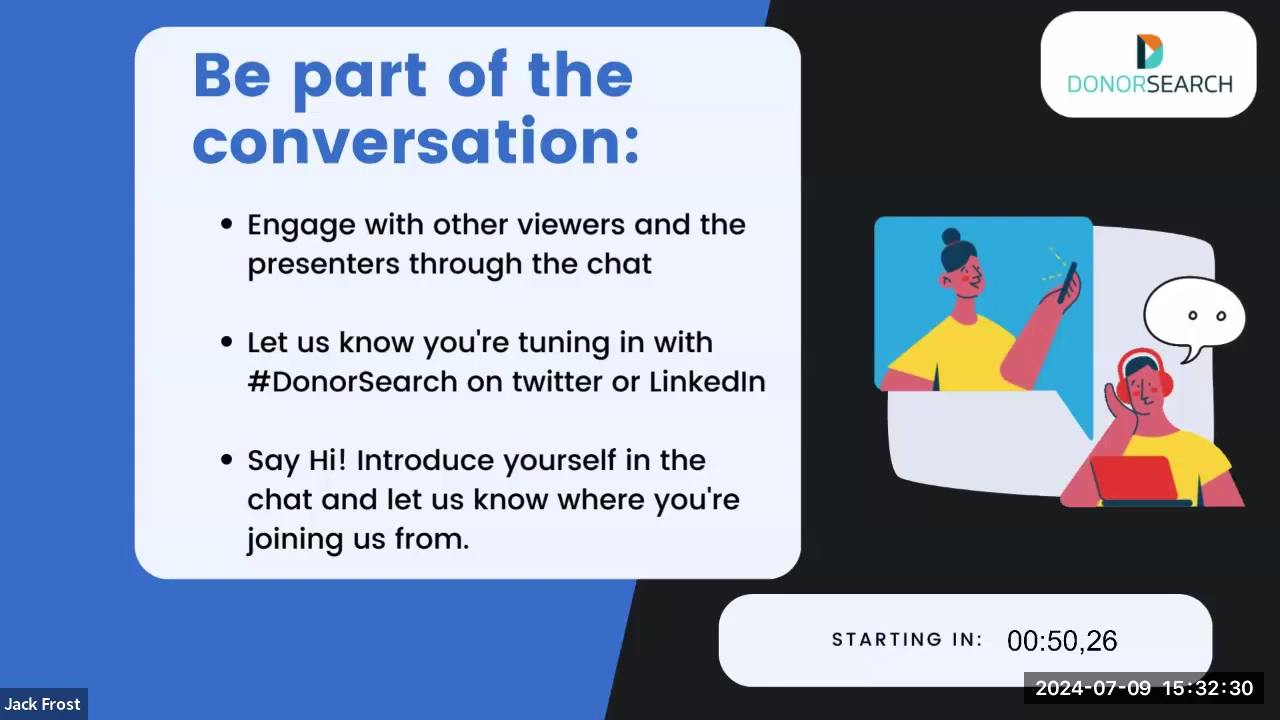 Be part of the
conversation:
Engage with other viewers and the
presenters through the chat
Let us know you're tuning in with
#DonorSearch on twitter or LinkedIn
Say Hi! Introduce yourself in the
chat and let us know where you're
joining us from.
DONORSEARCH
STARTING IN: 00:50,26
2024-07-09 15:32:30
Jack Frost